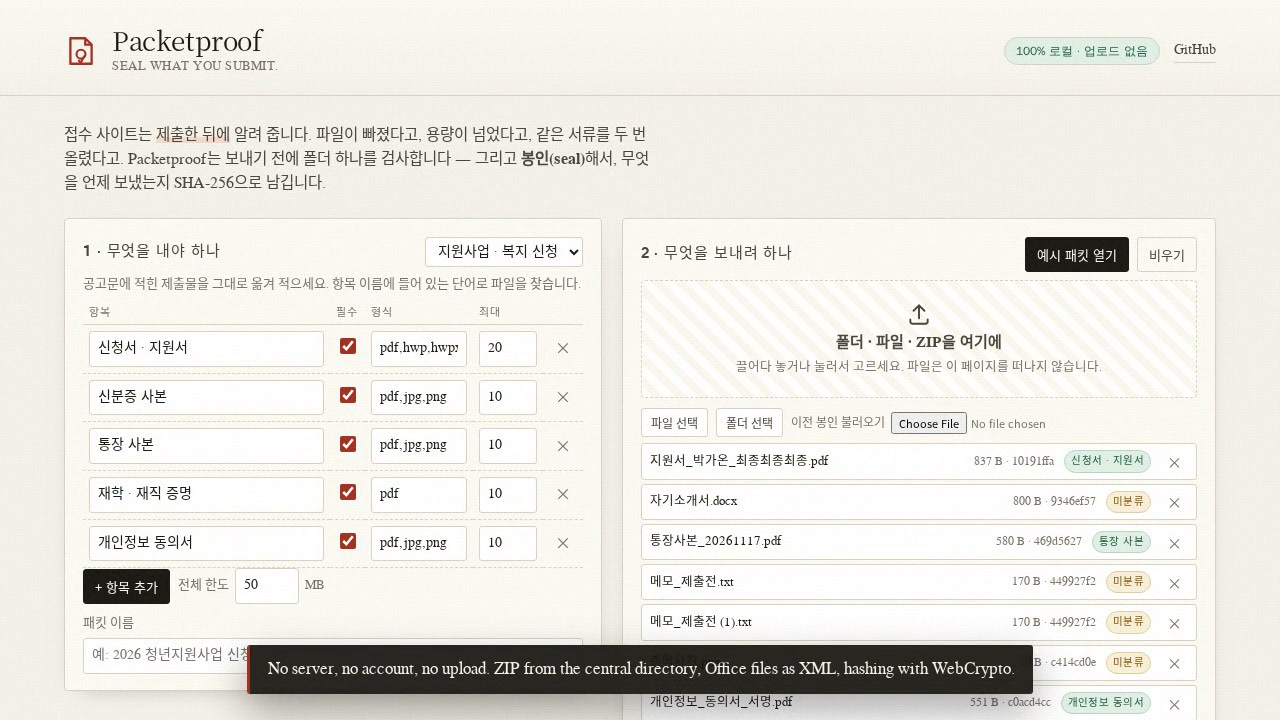 Packetproof
SEAL WHAT YOU SUBMIT.
100% 로컬 · 업로드 없음
GitHub
접수 사이트는 제출한 뒤에 알려 줍니다. 파일이 빠졌다고, 용량이 넘었다고, 같은 서류를 두 번
올렸다고. Packetproof는 보내기 전에 폴더 하나를 검사합니다 — 그리고 봉인(seal)해서, 무엇
을 언제 보냈는지 SHA-256으로 남깁니다.
1 · 무엇을 내야 하나
지원사업 · 복지 신청
공고문에 적힌 제출물을 그대로 옮겨 적으세요. 항목 이름에 들어 있는 단어로 파일을 찾습니다.
항목 필수 형식 최대
신청서 · 지원서 pdf,hwp,hwpx 20
신분증 사본 pdf,jpg,png 10
통장 사본 pdf,jpg,png 10
재학 · 재직 증명 pdf 10
개인정보 동의서 pdf,jpg,png 10
+ 항목 추가 전체 한도 50 MB
패킷 이름
예: 2026 청년지원사업 신청
2 · 무엇을 보내려 하나
예시 패킷 열기
비우기
폴더 · 파일 · ZIP을 여기에
끌어다 놓거나 눌러서 고르세요. 파일은 이 페이지를 떠나지 않습니다.
파일 선택 폴더 선택 이전 봉인 불러오기 Choose File No file chosen
지원서_박가온_최종최종최종.pdf 837 B · 10191ffa 신청서 · 지원서
자기소개서.docx 800 B · 9346ef57 미분류
통장사본_20261117.pdf 580 B · 469d5627 통장 사본
메모_제출전.txt 170 B · 449927f2 미분류
메모_제출전 (1).txt 170 B · 449927f2 미분류
B · c414cd0e 미분류
개인정보_동의서_서명.pdf 551 B · c0acd4cc 개인정보 동의서
No server, no account, no upload. ZIP from the central directory, Office files as XML, hashing with WebCrypto.